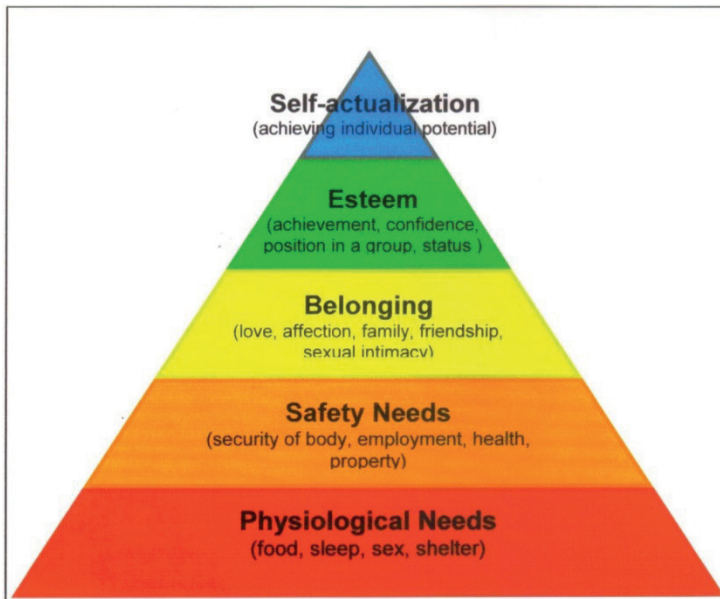 Self-actualization
(achieving individual potential)
Esteem
(achievement, confidence,
position in a group, status )
Belonging
(love, affection, family, friendship,
sexual intimacy)
Safety Needs
(security of body, employment, health,
property)
Physiological Needs
(food, sleep, sex, shelter)